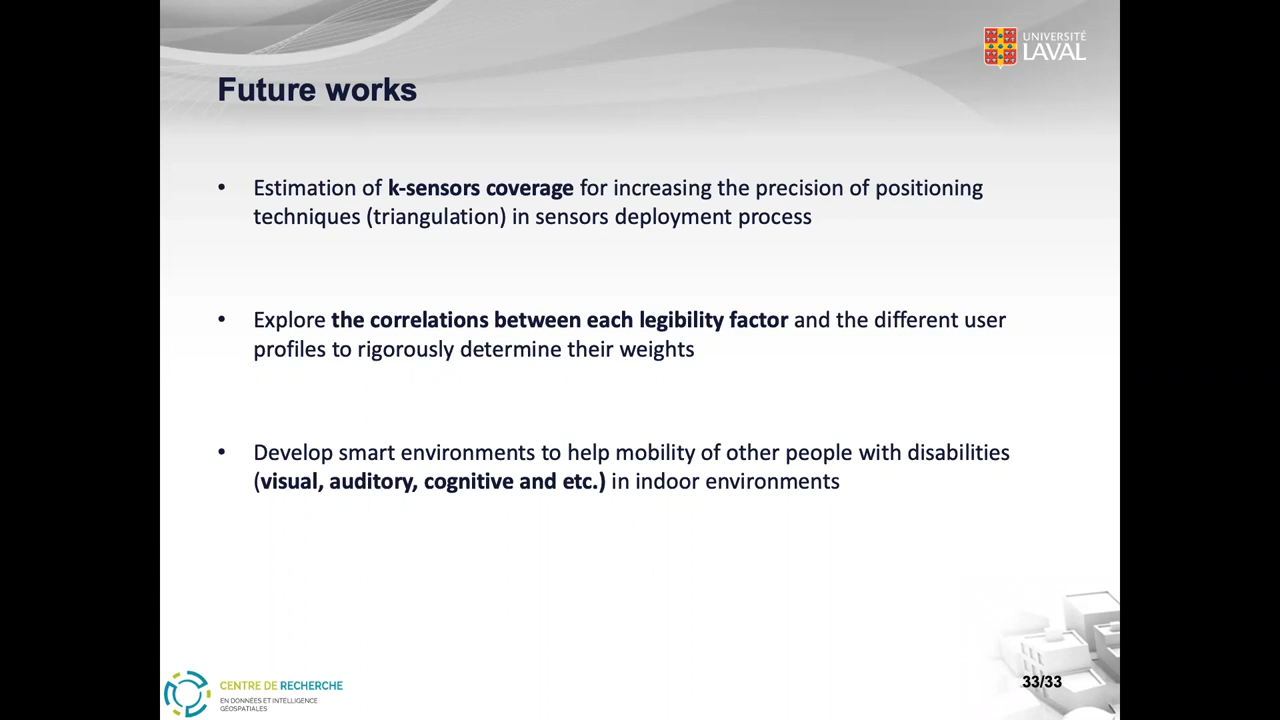 UNIVERSITÉ
LAVAL
Future works
• Estimation of k-sensors coverage for increasing the precision of positioning
techniques (triangulation) in sensors deployment process
• Explore the correlations between each legibility factor and the different user
profiles to rigorously determine their weights
• Develop smart environments to help mobility of other people with disabilities
(visual, auditory, cognitive and etc.) in indoor environments
CENTRE DE RECHERCHE
EN DONNÉES ET INTELLIGENCE
GÉOSPATIALES
33/33